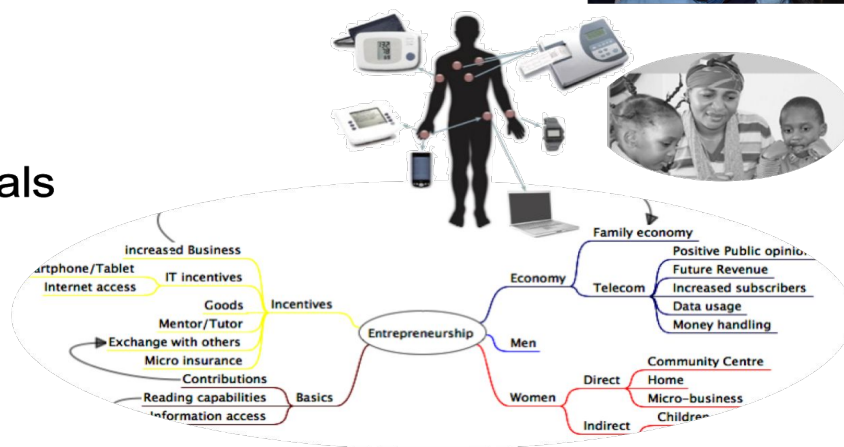 als
increased Business
artphone/Tablet
IT incentives
Internet access
Incentives
Goods
Mentor/Tutor
Exchange with others
Micro insurance
Contributions
Reading capabilities
Basics
Information access
Entrepreneurship
Family economy
Economy
Positive Public opinio
Future Revenue
Telecom
Increased subscribers
Data usage
Money handling
Men
Community Centre
Direct
Home
Women
Micro-business
Children
Indirect